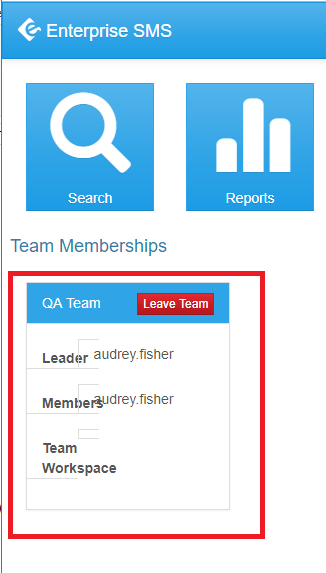 Enterprise SMS
Search
Reports
Team Memberships
QA Team
Leave Team
Leader
audrey.fisher
Members
audrey.fisher
Team
Workspace